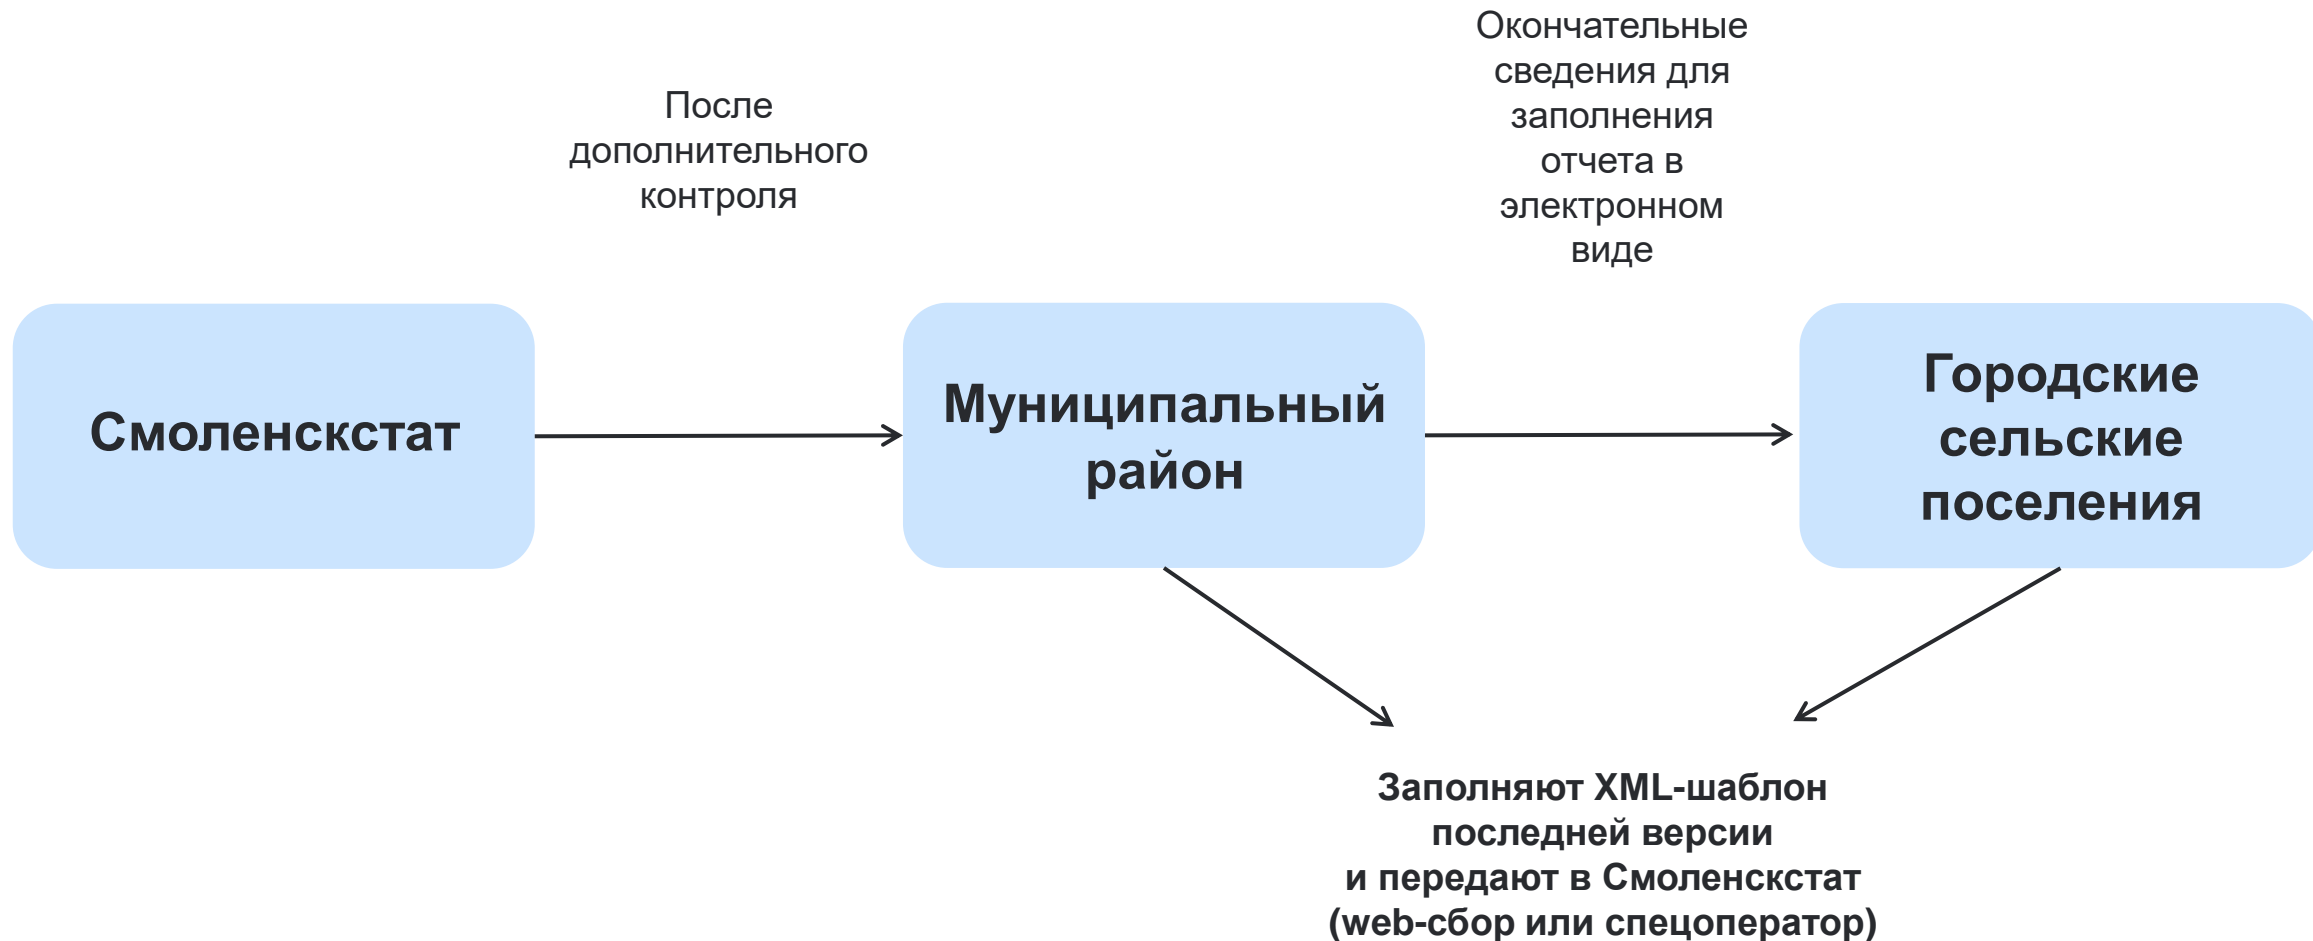 После
дополнительного
контроля
Окончательные
сведения для
заполнения
отчета в
электронном
виде
Смоленскстат
Муниципальный
район
Городские
сельские
поселения
Заполняют XML-шаблон
последней версии
и передают в Смоленскстат
(web-сбор или спецоператор)